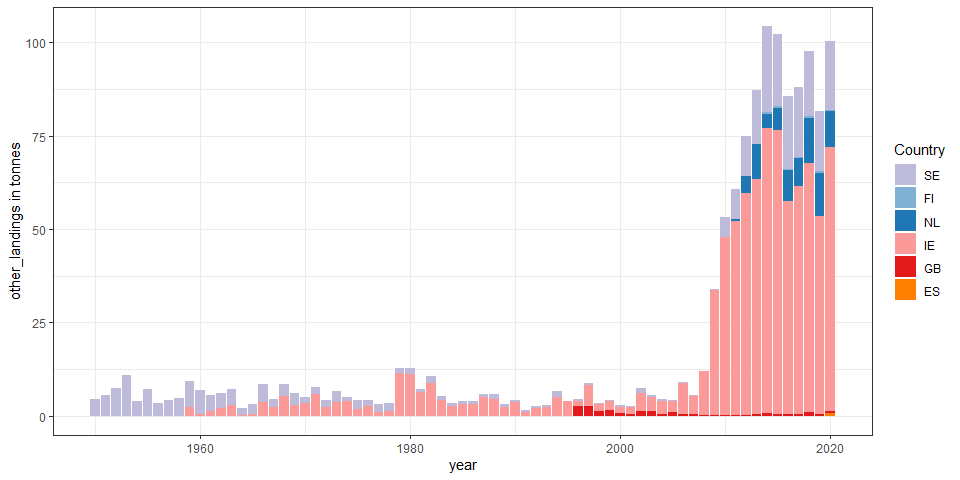 other_landings in tonnes
100
75
50
25
0
1960
1980
2000
2020
year
Country
SE
FI
NL
IE
GB
ES